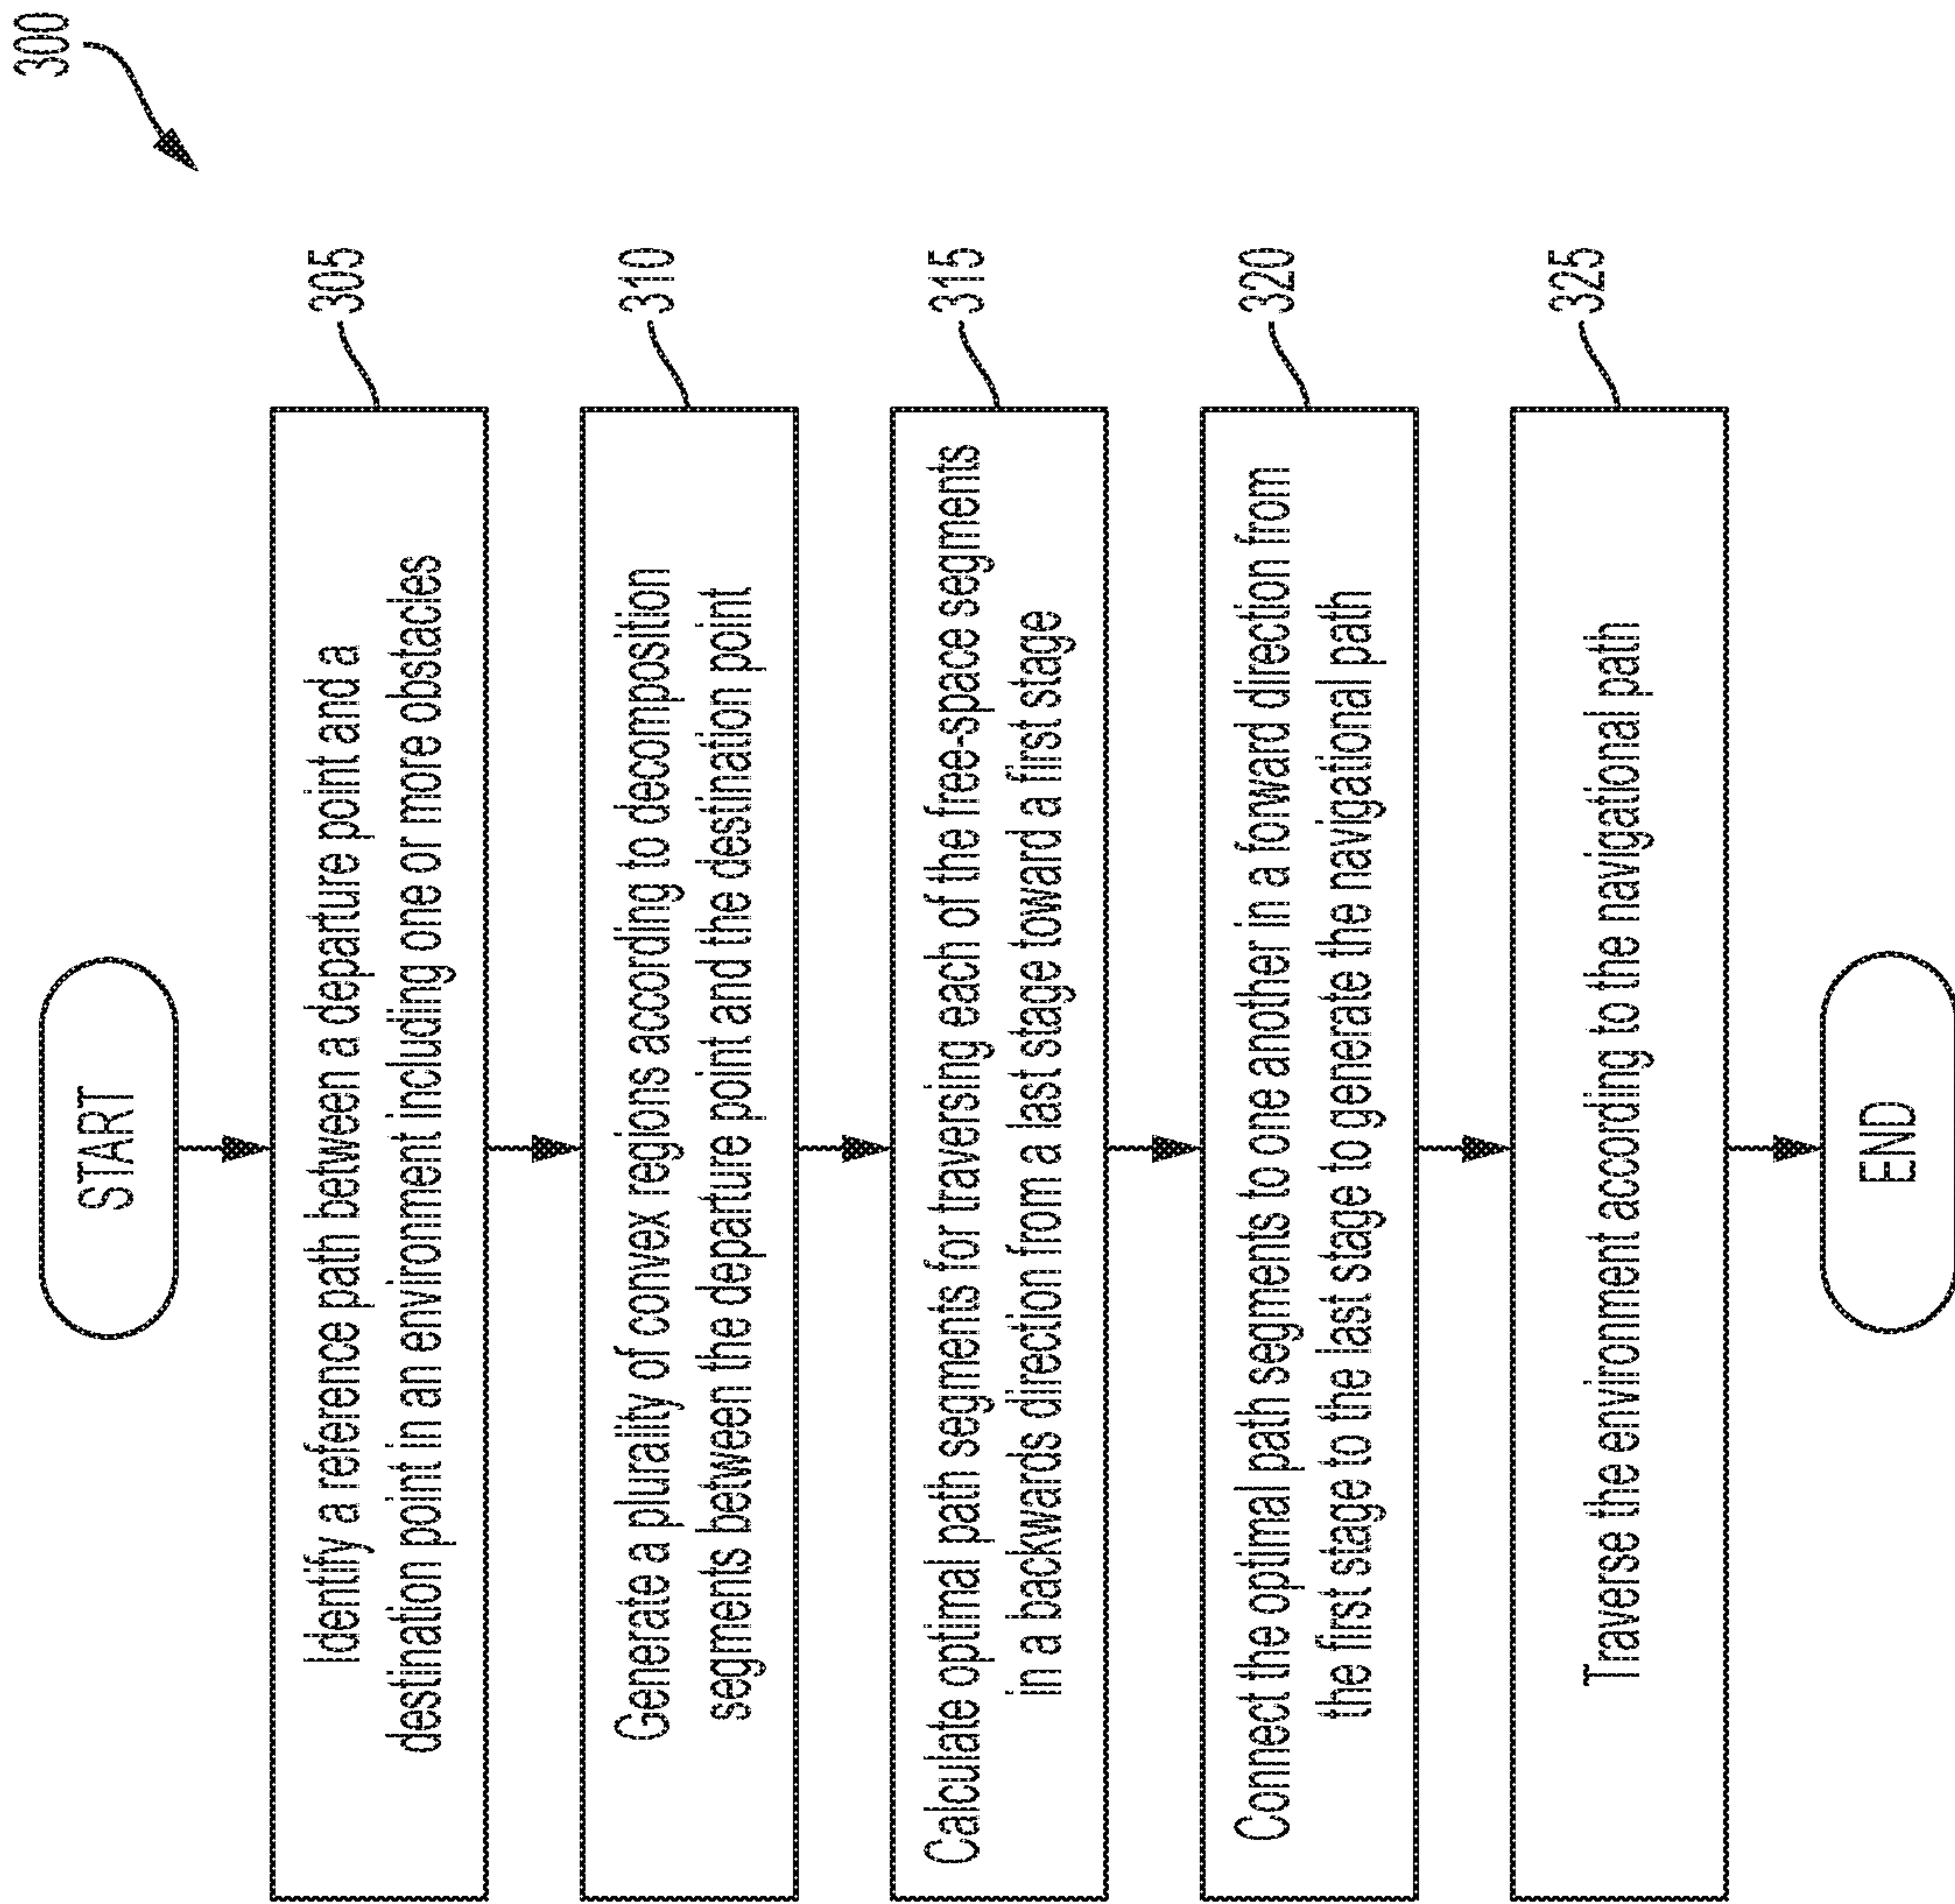 300
START
305
Identify a reference path between a departure point and a
destination point in an environment including one or more obstacles
310
Generate a plurality of convex regions according to decomposition
segments between the departure point and the destination point
315
Calculate optimal path segments for traversing each of the free-space segments
in a backwards direction from a last stage toward a first stage
320
Connect the optimal path segments to one another in a forward direction from
the first stage to the last stage to generate the navigational path
325
Traverse the environment according to the navigational path
END